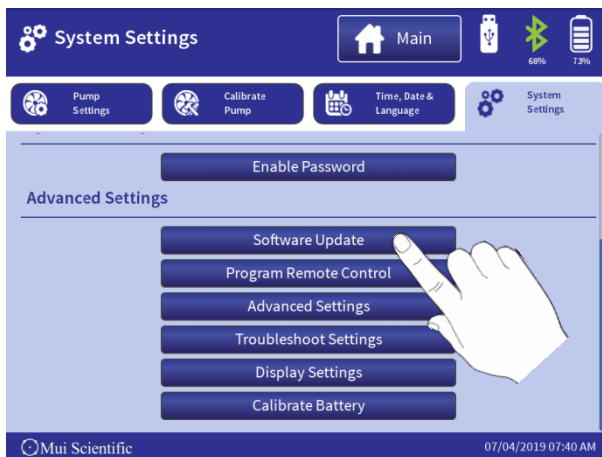 System Settings
Main
68%
73%
Pump
Settings
Calibrate
Pump
Time, Date &
Language
System
Settings
Enable Password
Advanced Settings
Software Update
Program Remote Control
Advanced Settings
Troubleshoot Settings
Display Settings
Calibrate Battery
Mui Scientific
07/04/2019 07:40 AM